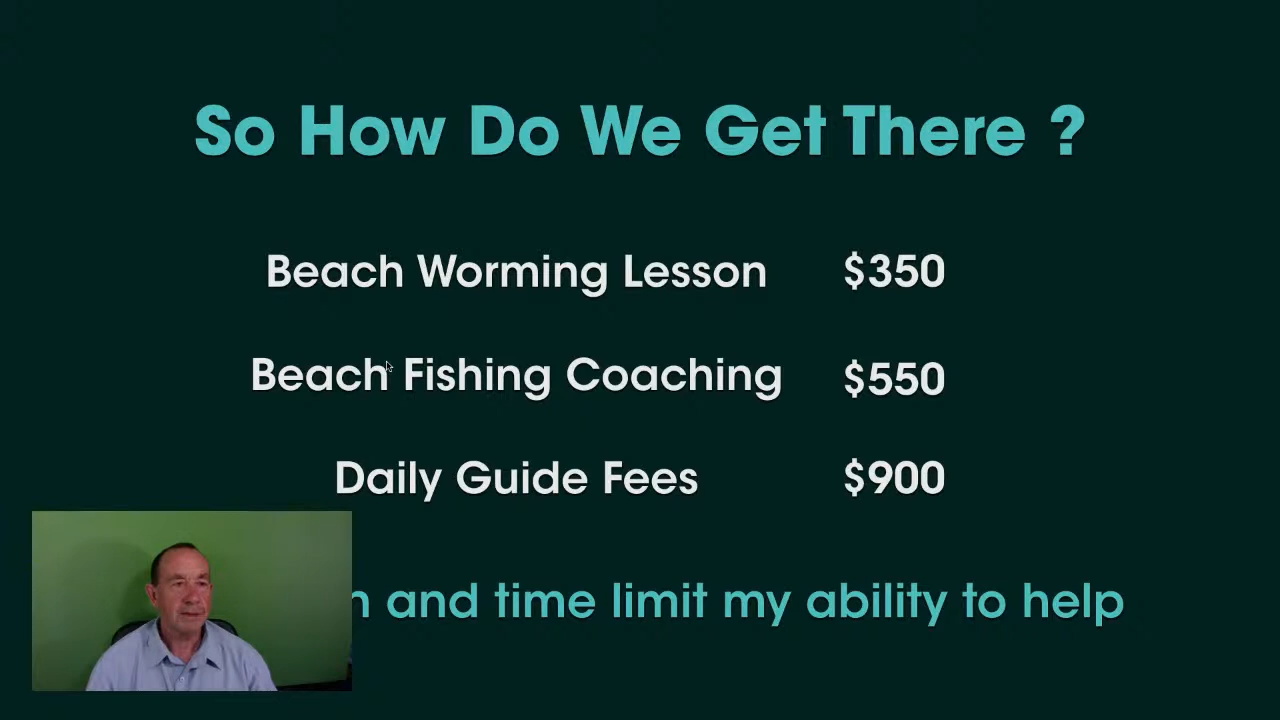 So How Do We Get There ?
Beach Worming Lesson $350
Beach Fishing Coaching $550
Daily Guide Fees $900
and time limit my ability to help